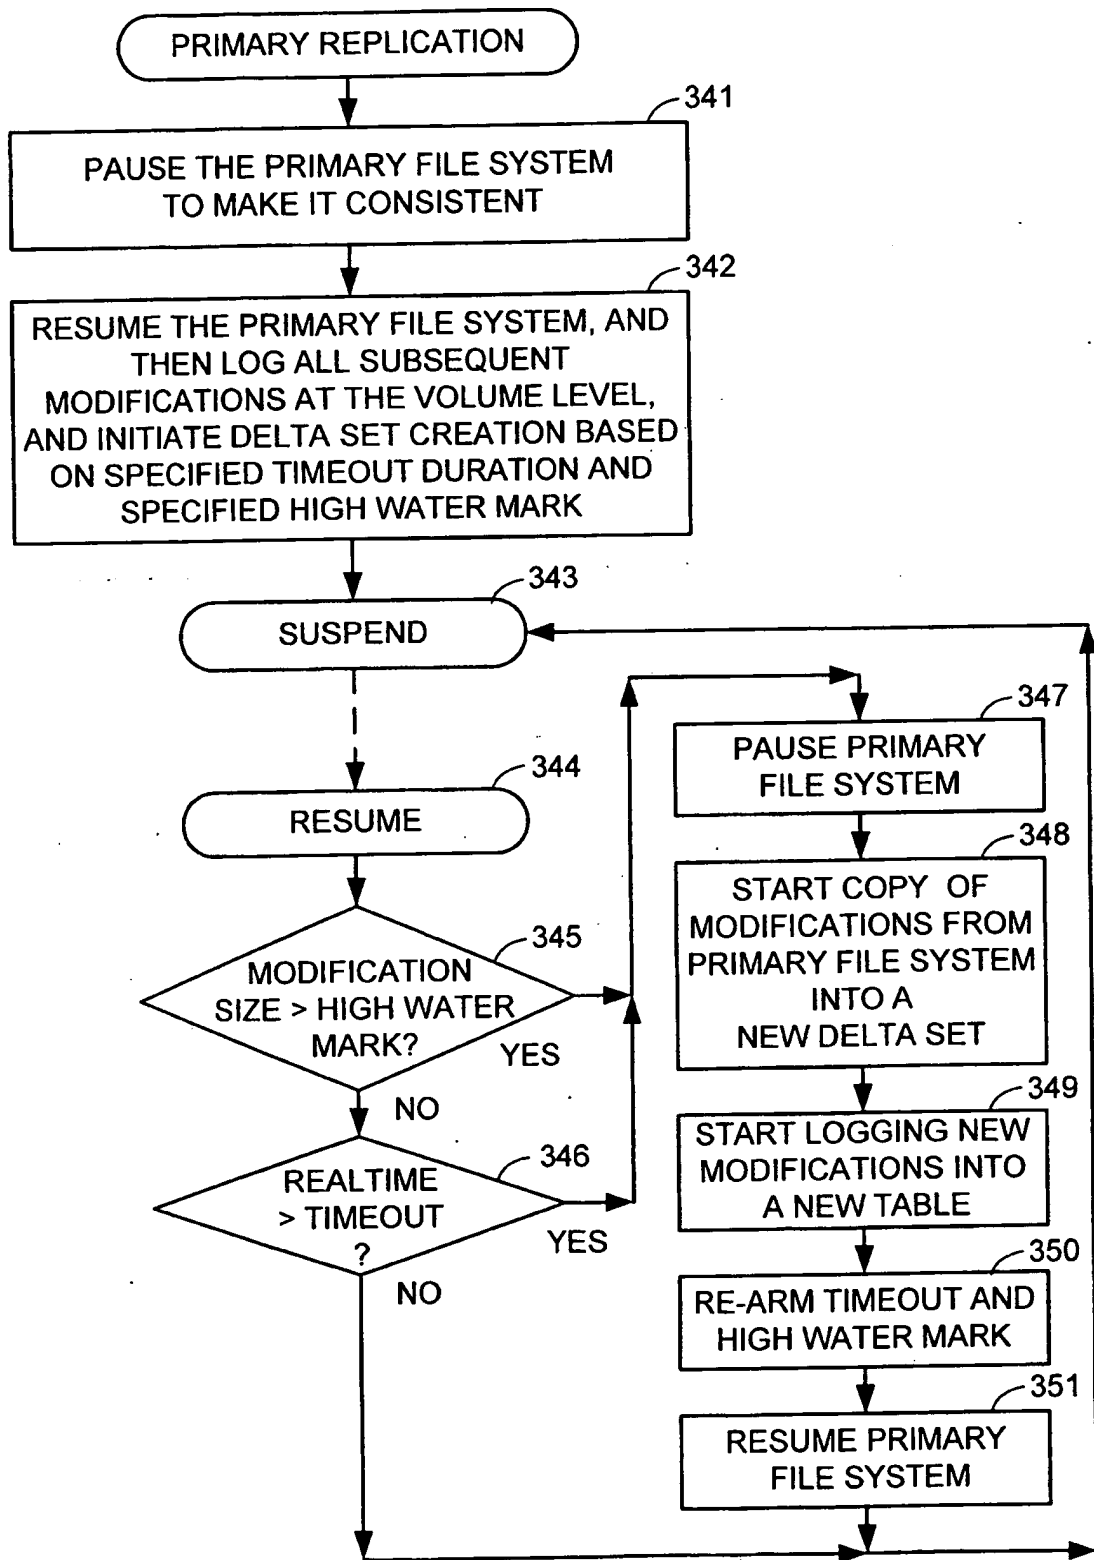 PRIMARY REPLICATION
341
PAUSE THE PRIMARY FILE SYSTEM
TO MAKE IT CONSISTENT
342
RESUME THE PRIMARY FILE SYSTEM, AND
THEN LOG ALL SUBSEQUENT
MODIFICATIONS AT THE VOLUME LEVEL,
AND INITIATE DELTA SET CREATION BASED
ON SPECIFIED TIMEOUT DURATION AND
SPECIFIED HIGH WATER MARK
343
SUSPEND
344
RESUME
345
MODIFICATION
SIZE > HIGH WATER
MARK?
YES
NO
346
REALTIME
> TIMEOUT
?
YES
NO
347
PAUSE PRIMARY
FILE SYSTEM
348
START COPY OF
MODIFICATIONS FROM
PRIMARY FILE SYSTEM
INTO A
NEW DELTA SET
349
START LOGGING NEW
MODIFICATIONS INTO
A NEW TABLE
350
RE-ARM TIMEOUT AND
HIGH WATER MARK
351
RESUME PRIMARY
FILE SYSTEM